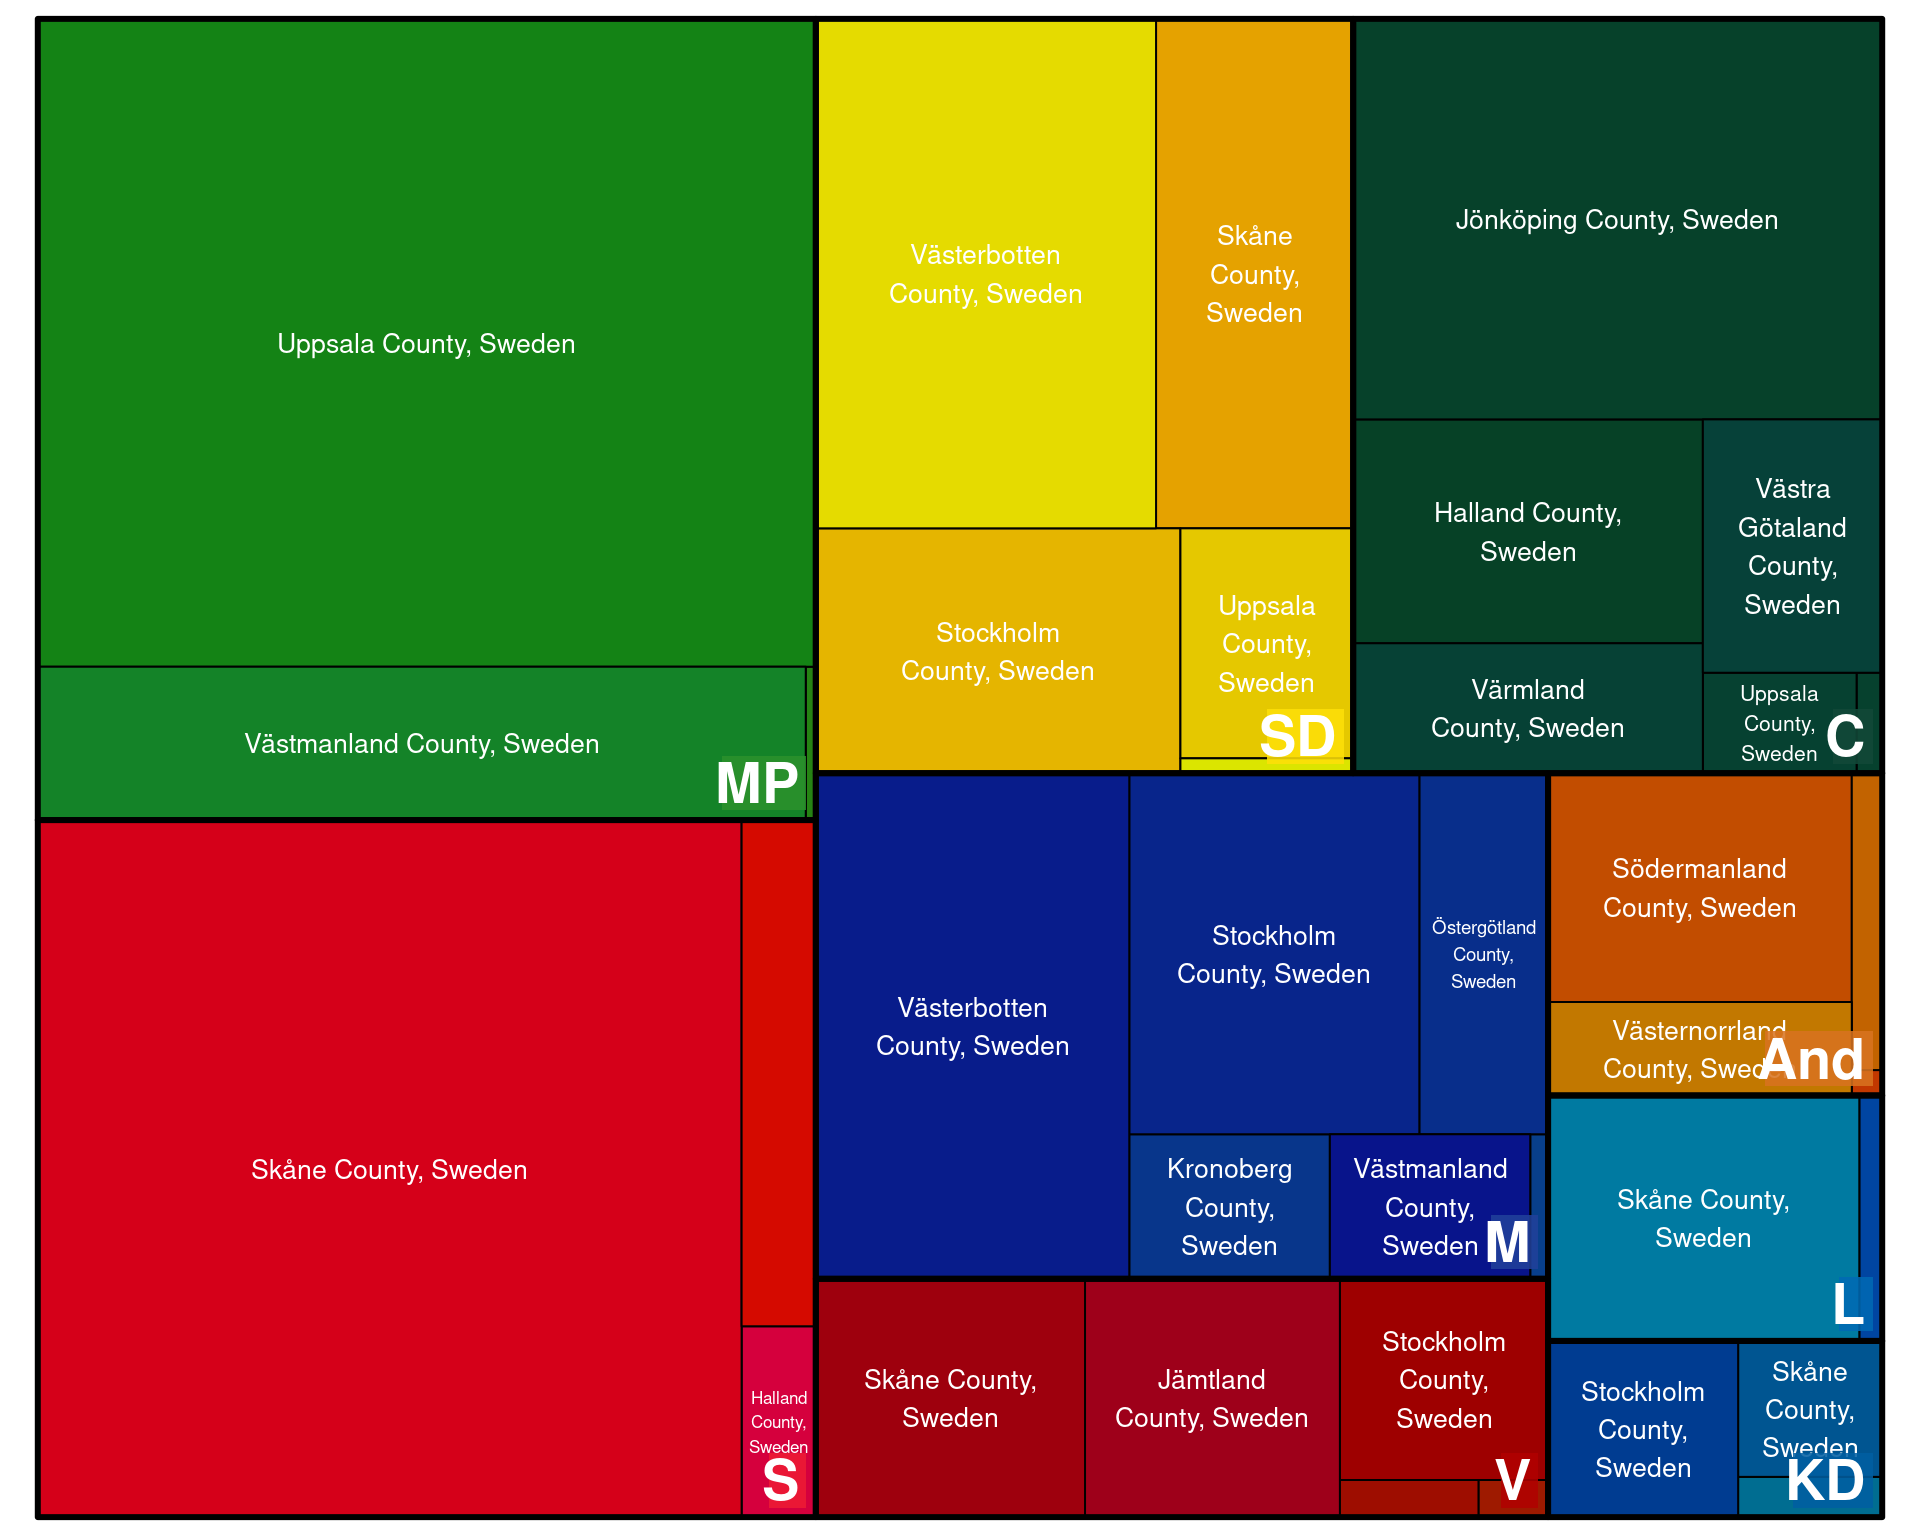 Uppsala County, Sweden
Västmanland County, Sweden
MP
Skåne County, Sweden
Halland
County,
Sweden
S
Västerbotten
County, Sweden
Skåne
County,
Sweden
Stockholm
County, Sweden
Uppsala
County,
Sweden
SD
Jönköping County, Sweden
Halland County,
Sweden
Västra
Götaland
County,
Sweden
Värmland
County, Sweden
Uppsala
County,
Sweden
C
Västerbotten
County, Sweden
Stockholm
County, Sweden
Östergötland
County,
Sweden
Kronoberg
County,
Sweden
Västmanland
County,
Sweden
M
Södermanland
County, Sweden
Västernorrland
County, Sweden
And
Skåne County,
Sweden
L
Skåne County,
Sweden
Jämtland
County, Sweden
Stockholm
County,
Sweden
V
Stockholm
County,
Sweden
Skåne
County,
Sweden
KD